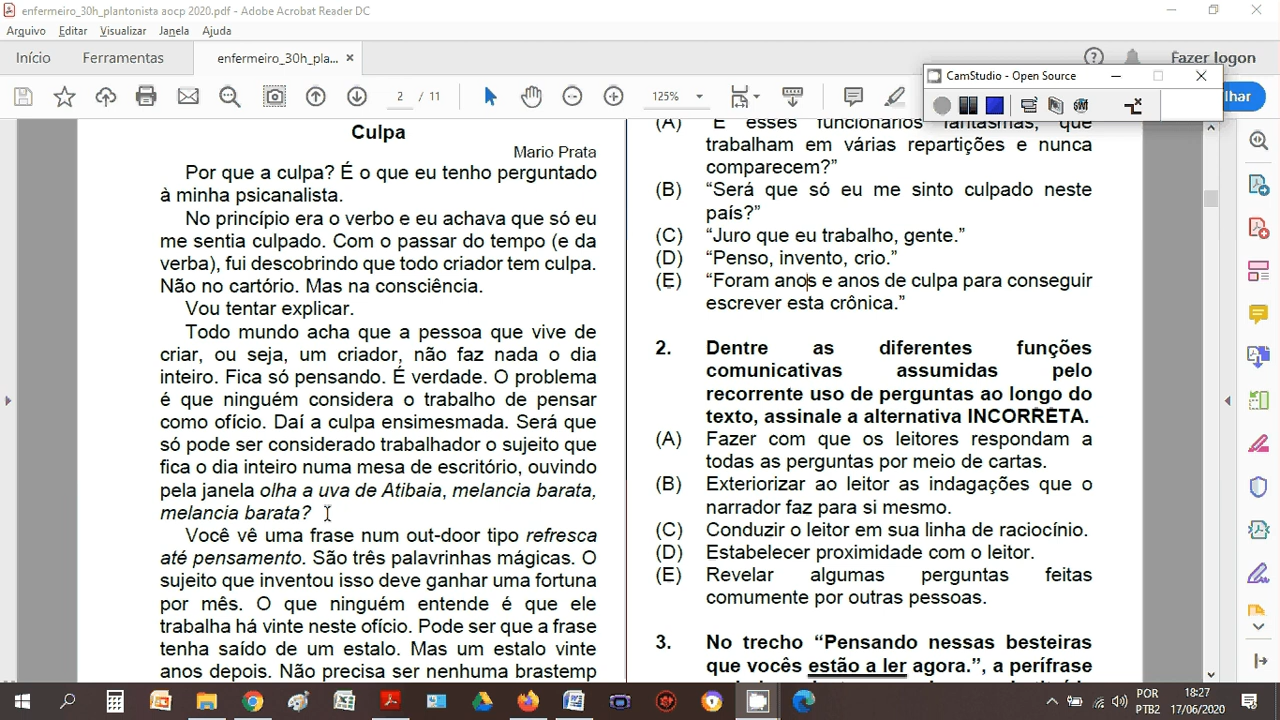 enfermeiro_30h_plantonista aocp 2020.pdf - Adobe Acrobat Reader DC
Arquivo Editar Visualizar Janela Ajuda
Início Ferramentas enfermeiro_30h_pla... × Fazer logon
CamStudio - Open Source
2 / 11 125% lhar
Culpa
Mario Prata
Por que a culpa? É o que eu tenho perguntado
à minha psicanalista.
No princípio era o verbo e eu achava que só eu
me sentia culpado. Com o passar do tempo (e da
verba), fui descobrindo que todo criador tem culpa.
Não no cartório. Mas na consciência.
Vou tentar explicar.
Todo mundo acha que a pessoa que vive de
criar, ou seja, um criador, não faz nada o dia
inteiro. Fica só pensando. É verdade. O problema
é que ninguém considera o trabalho de pensar
como ofício. Daí a culpa ensimesmada. Será que
só pode ser considerado trabalhador o sujeito que
fica o dia inteiro numa mesa de escritório, ouvindo
pela janela olha a uva de Atibaia, melancia barata,
melancia barata?
Você vê uma frase num out-door tipo refresca
até pensamento. São três palavrinhas mágicas. O
sujeito que inventou isso deve ganhar uma fortuna
por mês. O que ninguém entende é que ele
trabalha há vinte neste ofício. Pode ser que a frase
tenha saído de um estalo. Mas um estalo vinte
anos depois. Não precisa ser nenhuma brastemp
(A) "E esses funcionários fantasmas, que
trabalham em várias repartições e nunca
comparecem?”
(B) “Será que só eu me sinto culpado neste
país?”
(C) “Juro que eu trabalho, gente.”
(D) “Penso, invento, crio.”
(E) “Foram anos e anos de culpa para conseguir
escrever esta crônica.”
2. Dentre as diferentes funções
comunicativas assumidas pelo
recorrente uso de perguntas ao longo do
texto, assinale a alternativa INCORRETA.
(A) Fazer com que os leitores respondam a
todas as perguntas por meio de cartas.
(B) Exteriorizar ao leitor as indagações que o
narrador faz para si mesmo.
(C) Conduzir o leitor em sua linha de raciocínio.
(D) Estabelecer proximidade com o leitor.
(E) Revelar algumas perguntas feitas
comumente por outras pessoas.
3. No trecho “Pensando nessas besteiras
que vocês estão a ler agora.”, a perífrase
POR 18:27
PTB2 17/06/2020